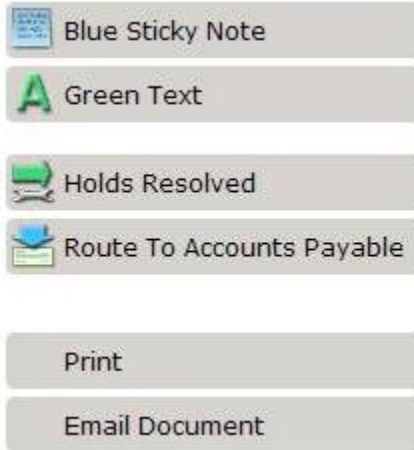 Blue Sticky Note
Green Text
Holds Resolved
Route To Accounts Payable
Print
Email Document